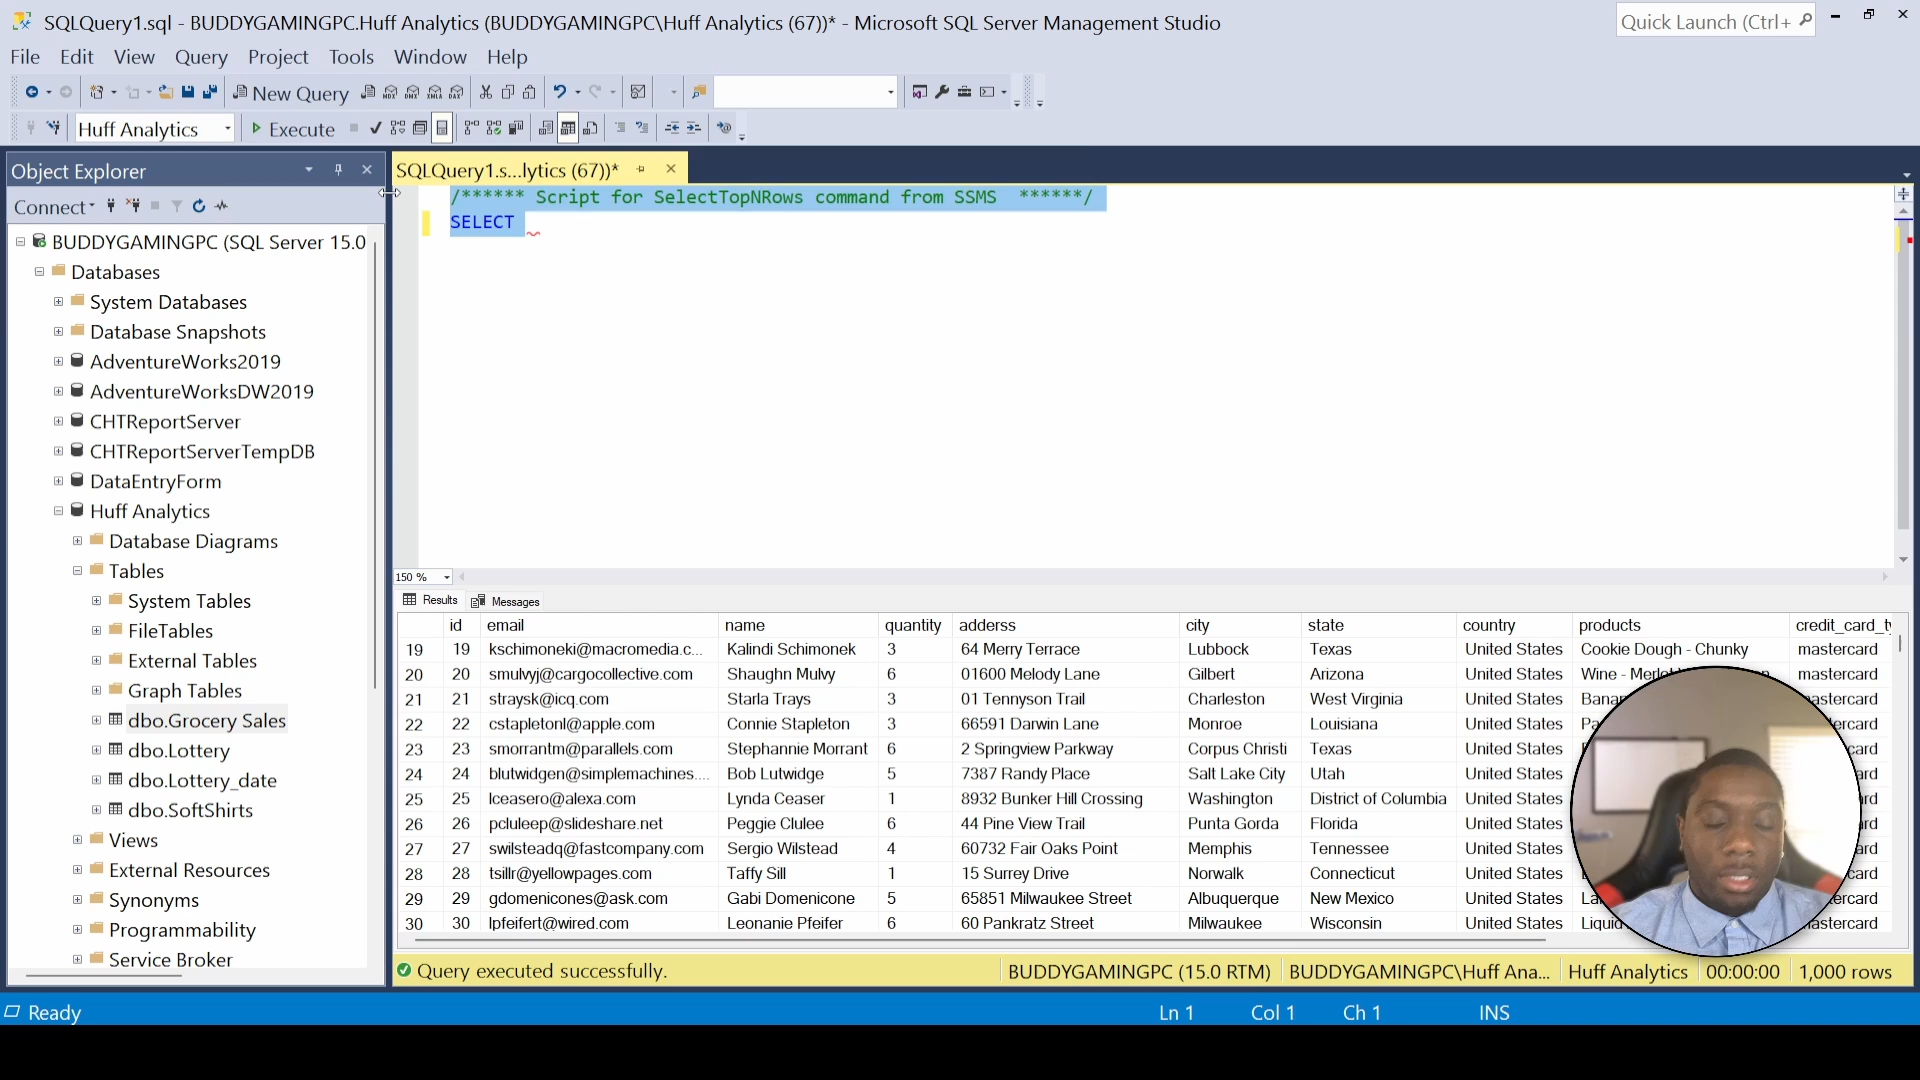 SQLQuery1.sql - BUDDYGAMINGPC.Huff Analytics (BUDDYGAMINGPC\Huff Analytics (67))* - Microsoft SQL Server Management Studio
Quick Launch (Ctrl+
File Edit View Query Project Tools Window Help
New Query
Huff Analytics Execute
Object Explorer
SQLQuery1.s...lytics (67))*
Connect
/****** Script for SelectTopNRows command from SSMS ******/
SELECT
BUDDYGAMINGPC (SQL Server 15.0
Databases
System Databases
Database Snapshots
AdventureWorks2019
AdventureWorksDW2019
CHTReportServer
CHTReportServerTempDB
DataEntryForm
Huff Analytics
Database Diagrams
Tables
System Tables
FileTables
External Tables
Graph Tables
dbo.Grocery Sales
dbo.Lottery
dbo.Lottery_date
dbo.SoftShirts
Views
External Resources
Synonyms
Programmability
Service Broker
150 %
Results Messages
id email name quantity adderss city state country products credit_card_ty
19 19 kschimoneki@macromedia.c... Kalindi Schimonek 3 64 Merry Terrace Lubbock Texas United States Cookie Dough - Chunky mastercard
20 20 smulvyj@cargocollective.com Shaughn Mulvy 6 01600 Melody Lane Gilbert Arizona United States Wine - mastercard
21 21 straysk@icq.com Starla Trays 3 01 Tennyson Trail Charleston West Virginia United States
22 22 cstapletonl@apple.com Connie Stapleton 3 66591 Darwin Lane Monroe Louisiana United States
23 23 smorrantm@parallels.com Stephannie Morrant 6 2 Springview Parkway Corpus Christi Texas United States
24 24 blutwidgen@simplemachines.... Bob Lutwidge 5 7387 Randy Place Salt Lake City Utah United States
25 25 lceasero@alexa.com Lynda Ceaser 1 8932 Bunker Hill Crossing Washington District of Columbia United States
26 26 pcluleep@slideshare.net Peggie Clulee 6 44 Pine View Trail Punta Gorda Florida United States
27 27 swilsteadq@fastcompany.com Sergio Wilstead 4 60732 Fair Oaks Point Memphis Tennessee United States
28 28 tsillr@yellowpages.com Taffy Sill 1 15 Surrey Drive Norwalk Connecticut United States
29 29 gdomenicones@ask.com Gabi Domenicone 5 65851 Milwaukee Street Albuquerque New Mexico United States
30 30 lpfeifert@wired.com Leonanie Pfeifer 6 60 Pankratz Street Milwaukee Wisconsin United States
Query executed successfully. BUDDYGAMINGPC (15.0 RTM) BUDDYGAMINGPC\Huff Ana... Huff Analytics 00:00:00 1,000 rows
Ready Ln 1 Col 1 Ch 1 INS